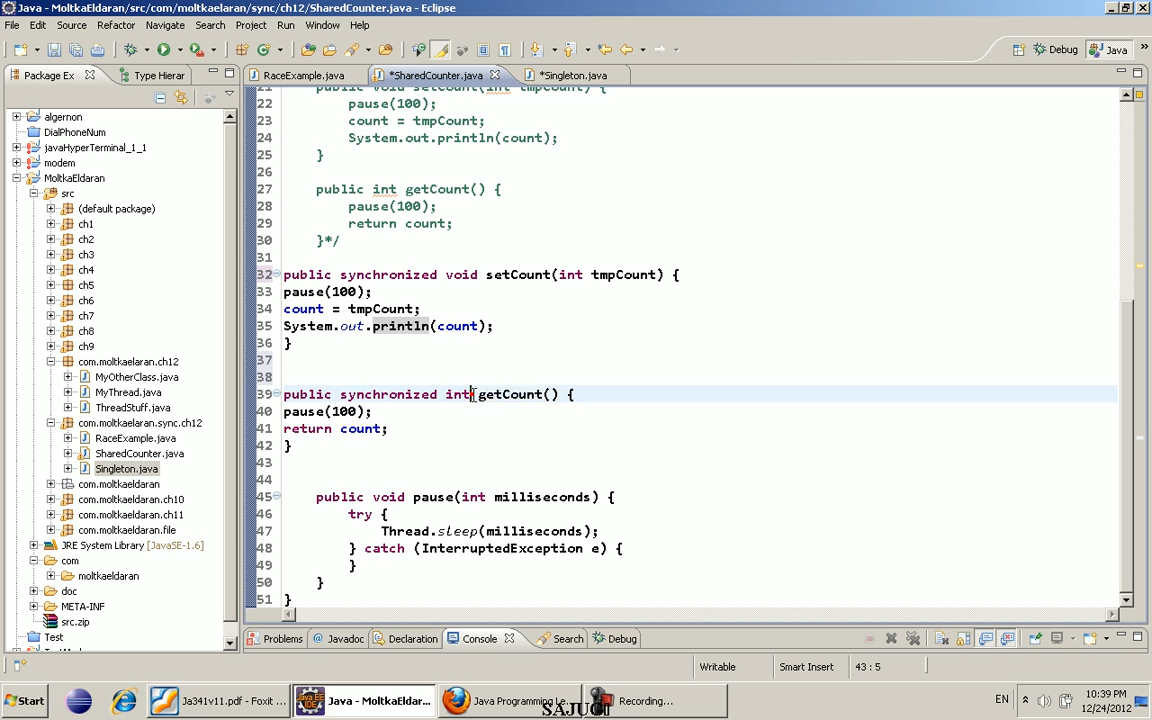 Java - MoltkaEldaran/src/com/moltkaelaran/sync/ch12/SharedCounter.java - Eclipse
File Edit Source Refactor Navigate Search Project Run Window Help
Debug Java
Package Ex Type Hierar
RaceExample.java *SharedCounter.java *Singleton.java
algernon
DialPhoneNum
javaHyperTerminal_1_1
modem
MoltkaEldaran
src
(default package)
ch1
ch2
ch3
ch4
ch5
ch6
ch7
ch8
ch9
com.moltkaelaran.ch12
MyOtherClass.java
MyThread.java
ThreadStuff.java
com.moltkaelaran.sync.ch12
RaceExample.java
SharedCounter.java
Singleton.java
com.moltkaeldaran
com.moltkaeldaran.ch10
com.moltkaeldaran.ch11
com.moltkaeldaran.file
JRE System Library [JavaSE-1.6]
com
moltkaeldaran
doc
META-INF
src.zip
Test
21 public void setCount(int tmpCount) {
22 pause(100);
23 count = tmpCount;
24 System.out.println(count);
25 }
26
27 public int getCount() {
28 pause(100);
29 return count;
30 }*/
31
32 public synchronized void setCount(int tmpCount) {
33 pause(100);
34 count = tmpCount;
35 System.out.println(count);
36 }
37
38
39 public synchronized int getCount() {
40 pause(100);
41 return count;
42 }
43
44
45 public void pause(int milliseconds) {
46 try {
47 Thread.sleep(milliseconds);
48 } catch (InterruptedException e) {
49 }
50 }
51 }
Problems Javadoc Declaration Console Search Debug
Writable Smart Insert 43 : 5
Start Ja341v11.pdf - Foxit ... Java - MoltkaEldar... Java Programming Le... Recording... EN 10:39 PM
12/24/2012
SAJUGI